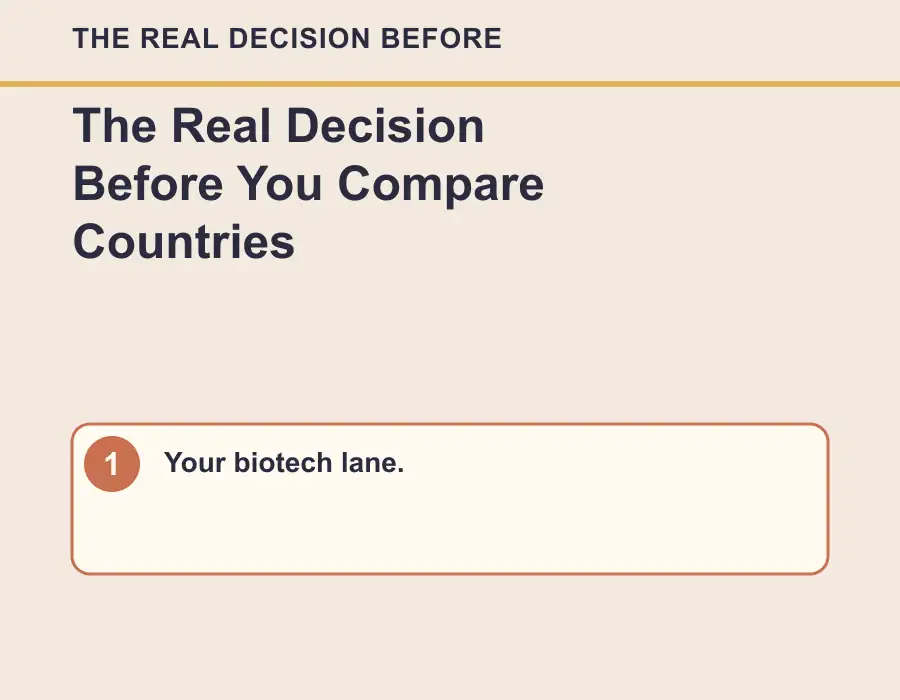 THE REAL DECISION BEFORE
The Real Decision
Before You Compare
Countries
1 Your biotech lane.